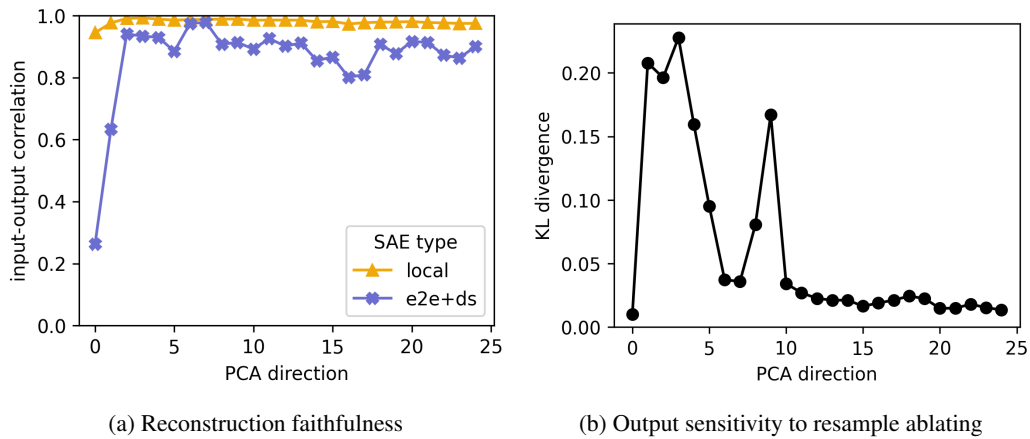 1.0
0.8
0.6
0.4
0.2
0.0
input-output correlation
SAE type
local
e2e+ds
0 5 10 15 20 25
PCA direction
(a) Reconstruction faithfulness
0.20
0.15
0.10
0.05
0.00
KL divergence
0 5 10 15 20 25
PCA direction
(b) Output sensitivity to resample ablating